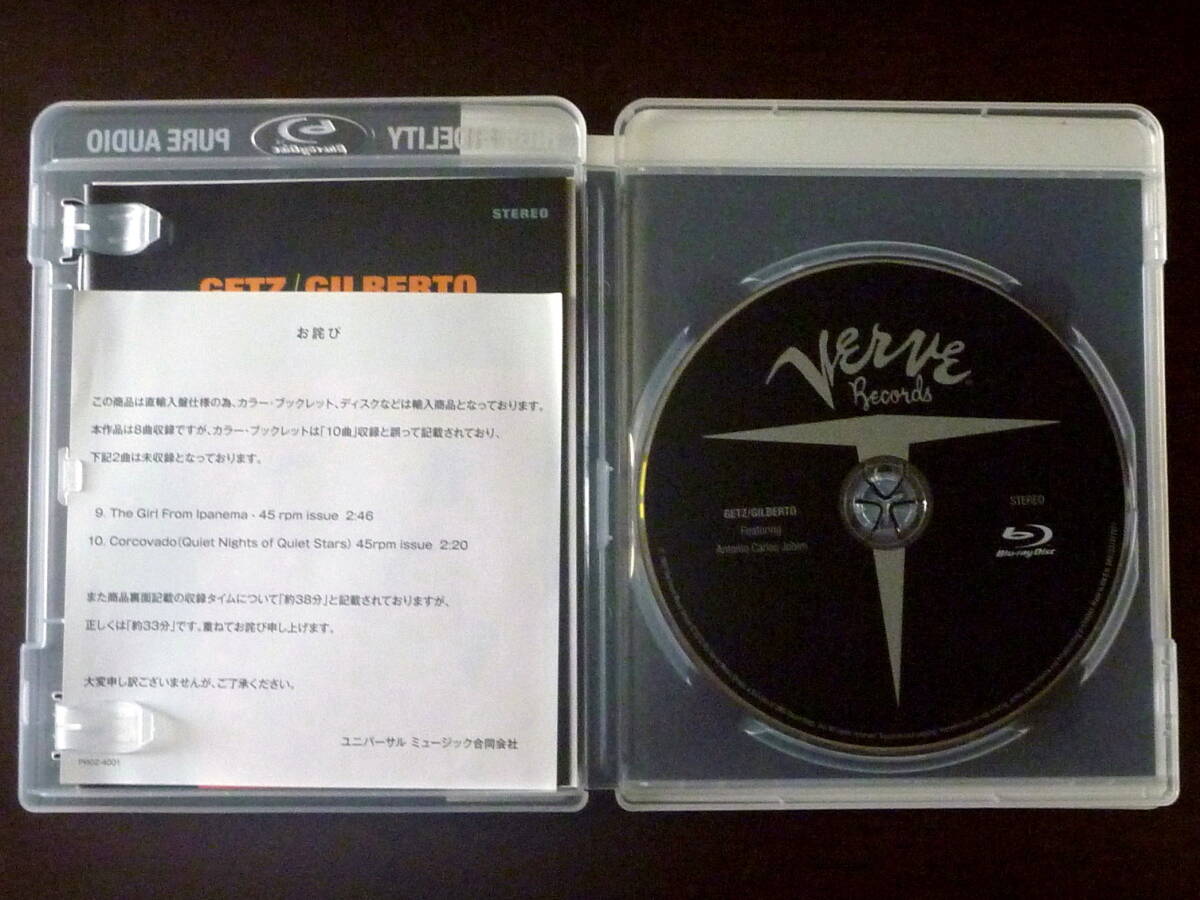 PURE AUDIO
FIDELITY
STEREO
GETZ/GILBERTO
お詫び
この商品は直輸入盤仕様の為、カラー・ブックレット、ディスクなどは輸入商品となっております。
本作品は8曲収録ですが、カラー・ブックレットは「10曲」収録と誤って記載されており、
下記2曲は未収録となっております。
9. The Girl From Ipanema - 45 rpm issue 2:46
10. Corcovado(Quiet Nights of Quiet Stars) 45rpm issue 2:20
また商品裏面記載の収録タイムについて「約38分」と記載されておりますが、
正しくは「約33分」です。重ねてお詫び申し上げます。
大変申し訳ございませんが、ご了承ください。
ユニバーサル ミュージック合同会社
Verve
Records
GETZ/GILBERTO
Featuring
Antonio Carlos Jobim
STEREO
Blu-ray Disc